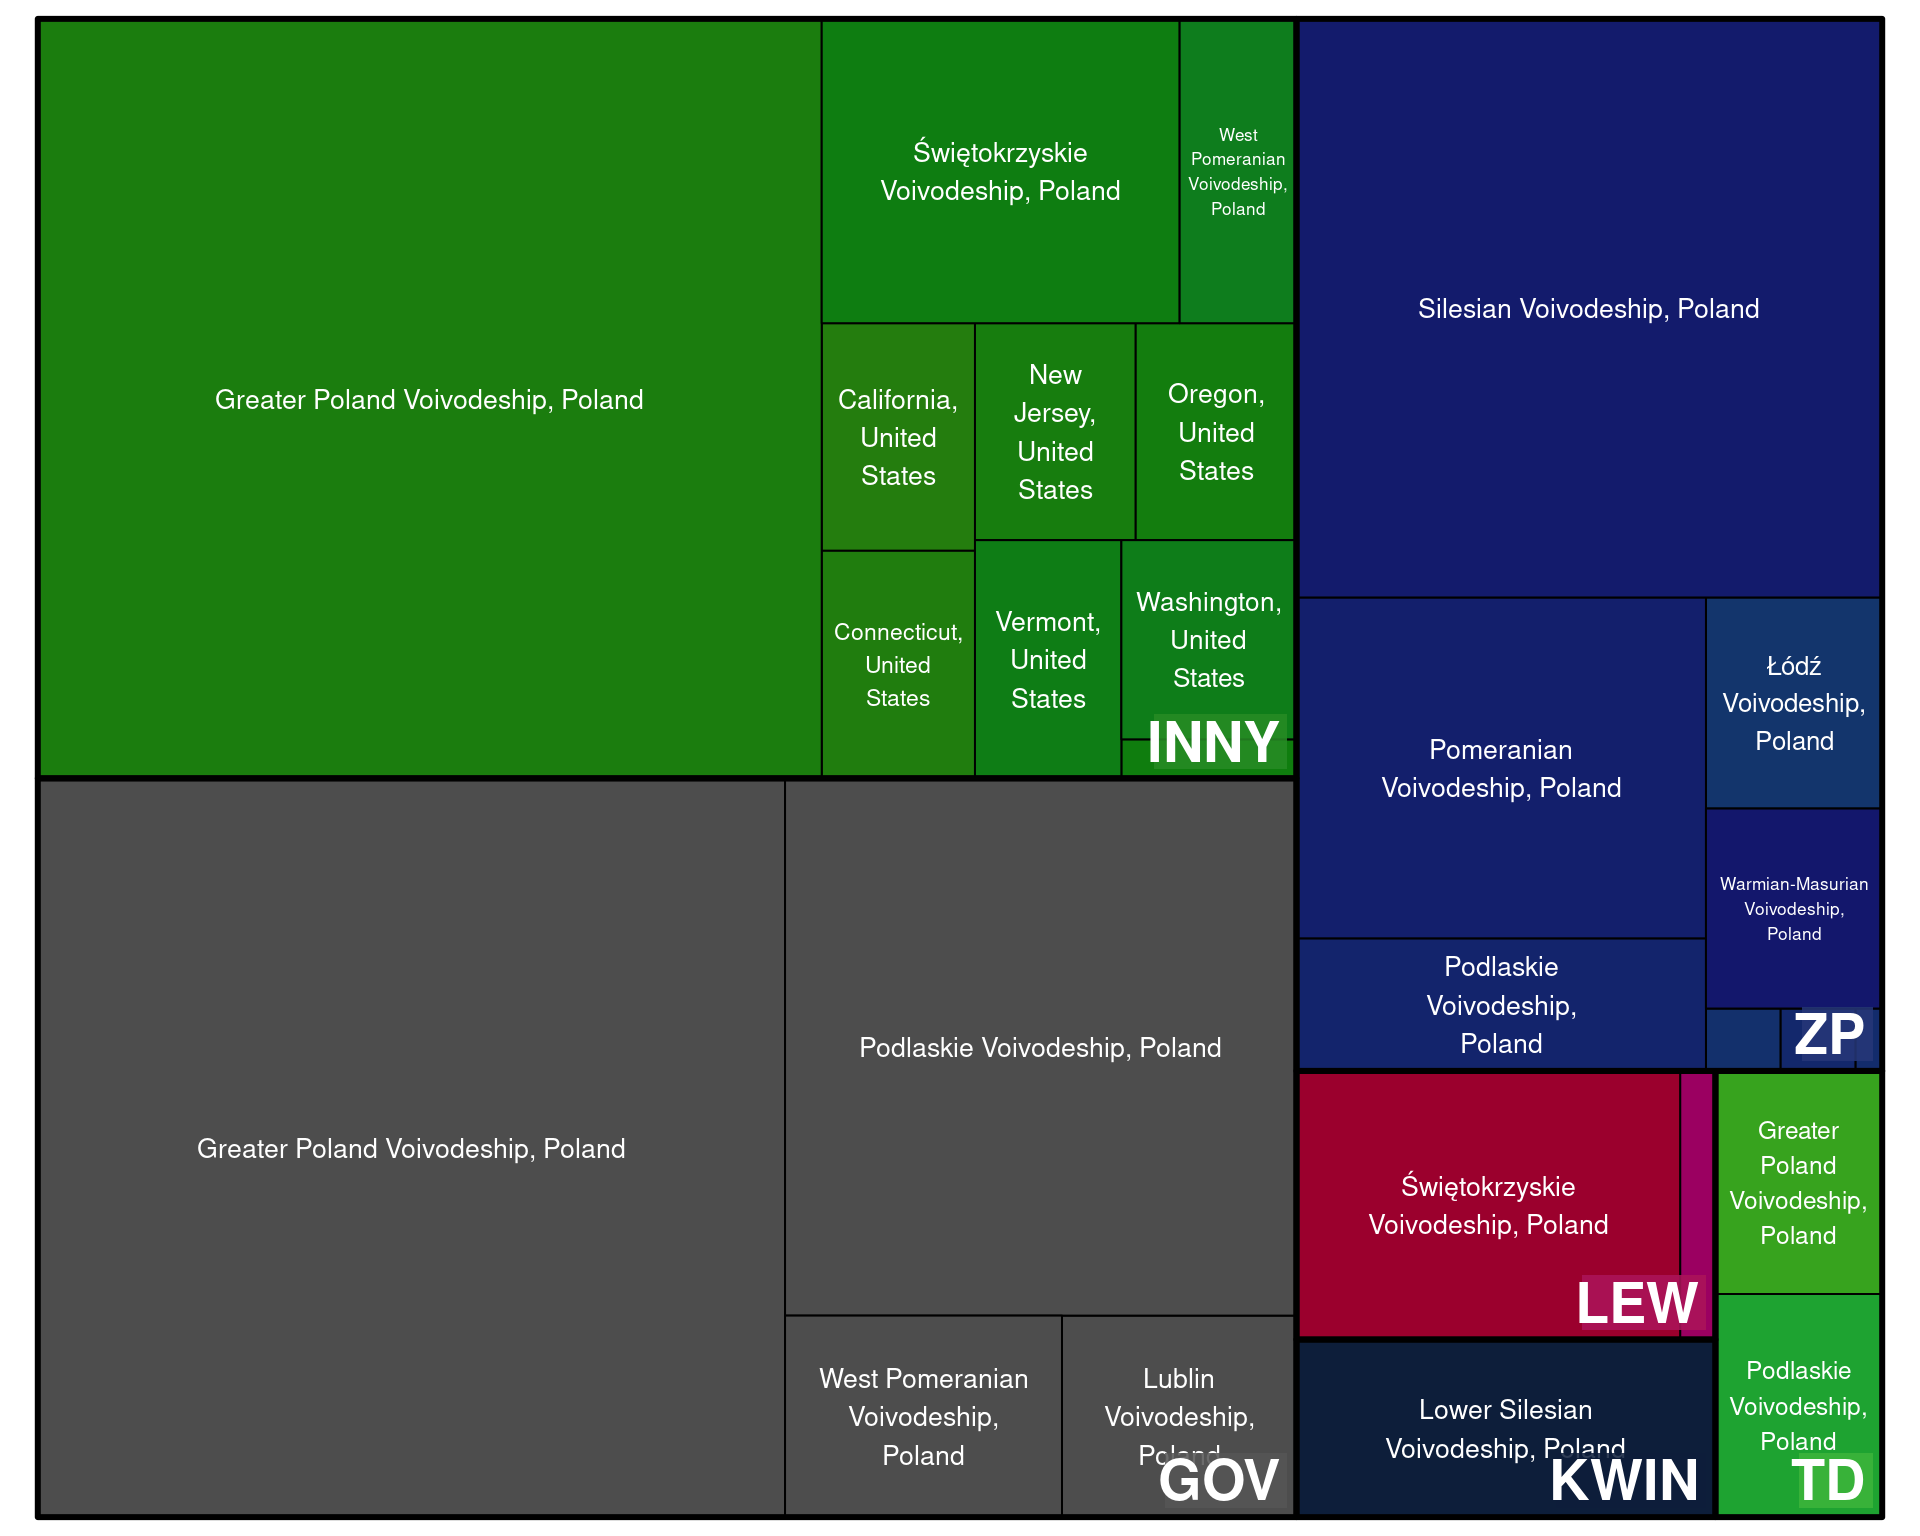 Greater Poland Voivodeship, Poland
Świętokrzyskie
Voivodeship, Poland
West
Pomeranian
Voivodeship,
Poland
California,
United
States
New
Jersey,
United
States
Oregon,
United
States
Connecticut,
United
States
Vermont,
United
States
Washington,
United
States
INNY
Greater Poland Voivodeship, Poland
Podlaskie Voivodeship, Poland
West Pomeranian
Voivodeship,
Poland
Lublin
Voivodeship,
Poland
GOV
Silesian Voivodeship, Poland
Pomeranian
Voivodeship, Poland
Łódź
Voivodeship,
Poland
Warmian-Masurian
Voivodeship,
Poland
Podlaskie
Voivodeship,
Poland
ZP
Świętokrzyskie
Voivodeship, Poland
LEW
Lower Silesian
Voivodeship, Poland
KWIN
Greater
Poland
Voivodeship,
Poland
Podlaskie
Voivodeship,
Poland
TD